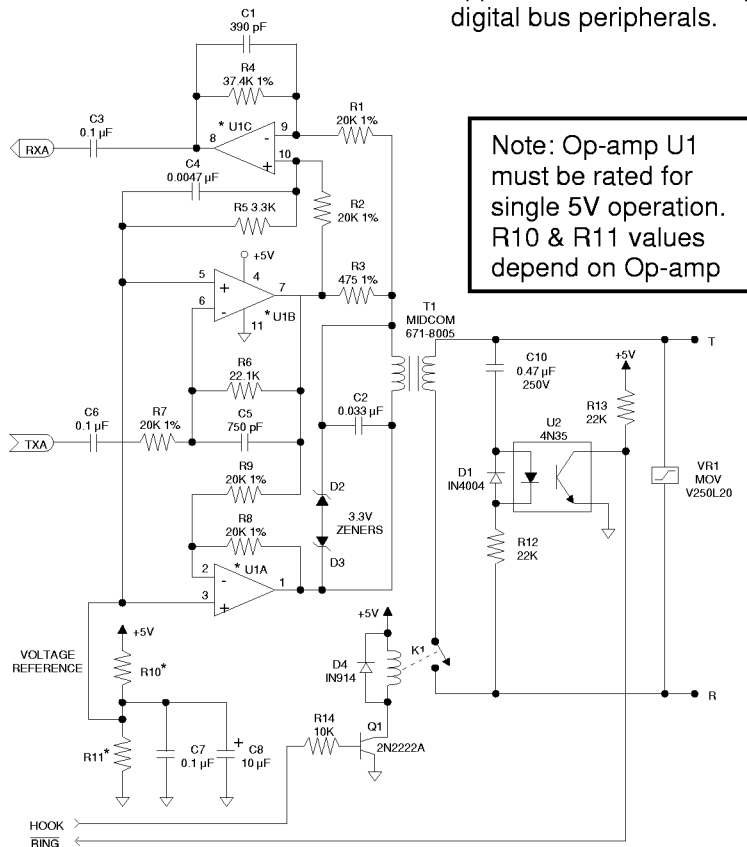 digital bus peripherals.
C1
390 pF
R4
37.4K 1%
R1
20K 1%
C3
0.1 µF
* U1C
8
9
-
RXA
10
+
C4
0.0047 µF
R2
20K 1%
R5 3.3K
Note: Op-amp U1
must be rated for
single 5V operation.
R10 & R11 values
depend on Op-amp
+5V
R3
475 1%
5
+
4
7
6
-
* U1B
11
T1
MIDCOM
671-8005
T
R6
22.1K
C10
0.47 µF
250V
+5V
C2
0.033 µF
R13
22K
C6
0.1 µF
R7
20K 1%
C5
750 pF
U2
4N35
TXA
R9
20K 1%
D1
IN4004
VR1
MOV
V250L20
D2
3.3V
ZENERS
R8
20K 1%
R12
22K
D3
* U1A
2
-
1
3
+
+5V
+5V
VOLTAGE
REFERENCE
K1
R10*
D4
IN914
R
R14
10K
Q1
2N2222A
R11*
C7
0.1 µF
+
C8
10 µF
HOOK
RING